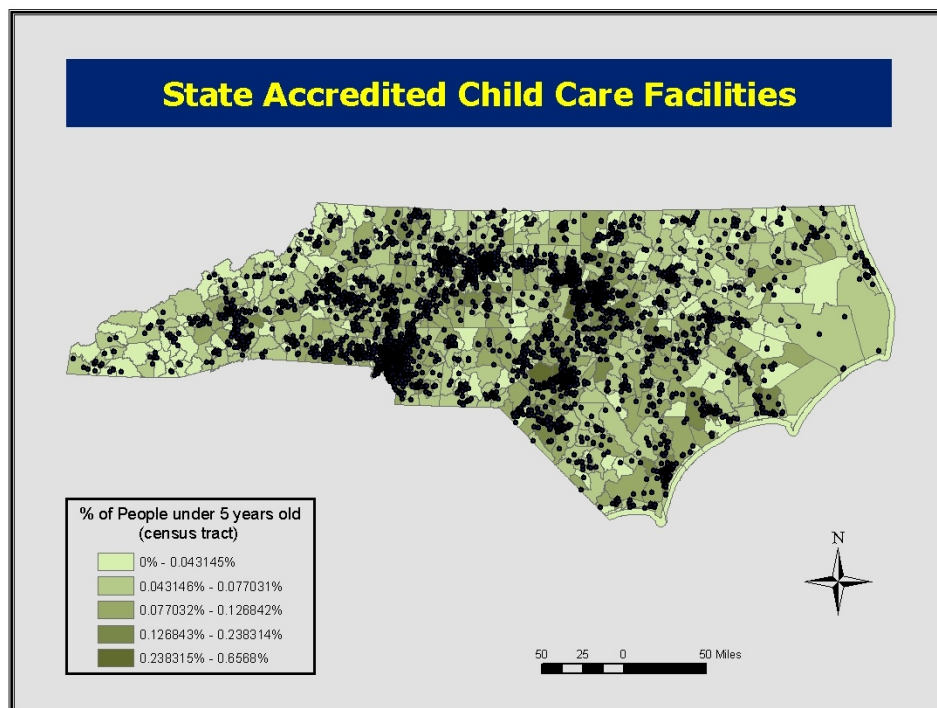 State Accredited Child Care Facilities
% of People under 5 years old
(census tract)
0% - 0.043145%
0.043146% - 0.077031%
0.077032% - 0.126842%
0.126843% - 0.238314%
0.238315% - 0.6568%
N
50 25 0 50 Miles